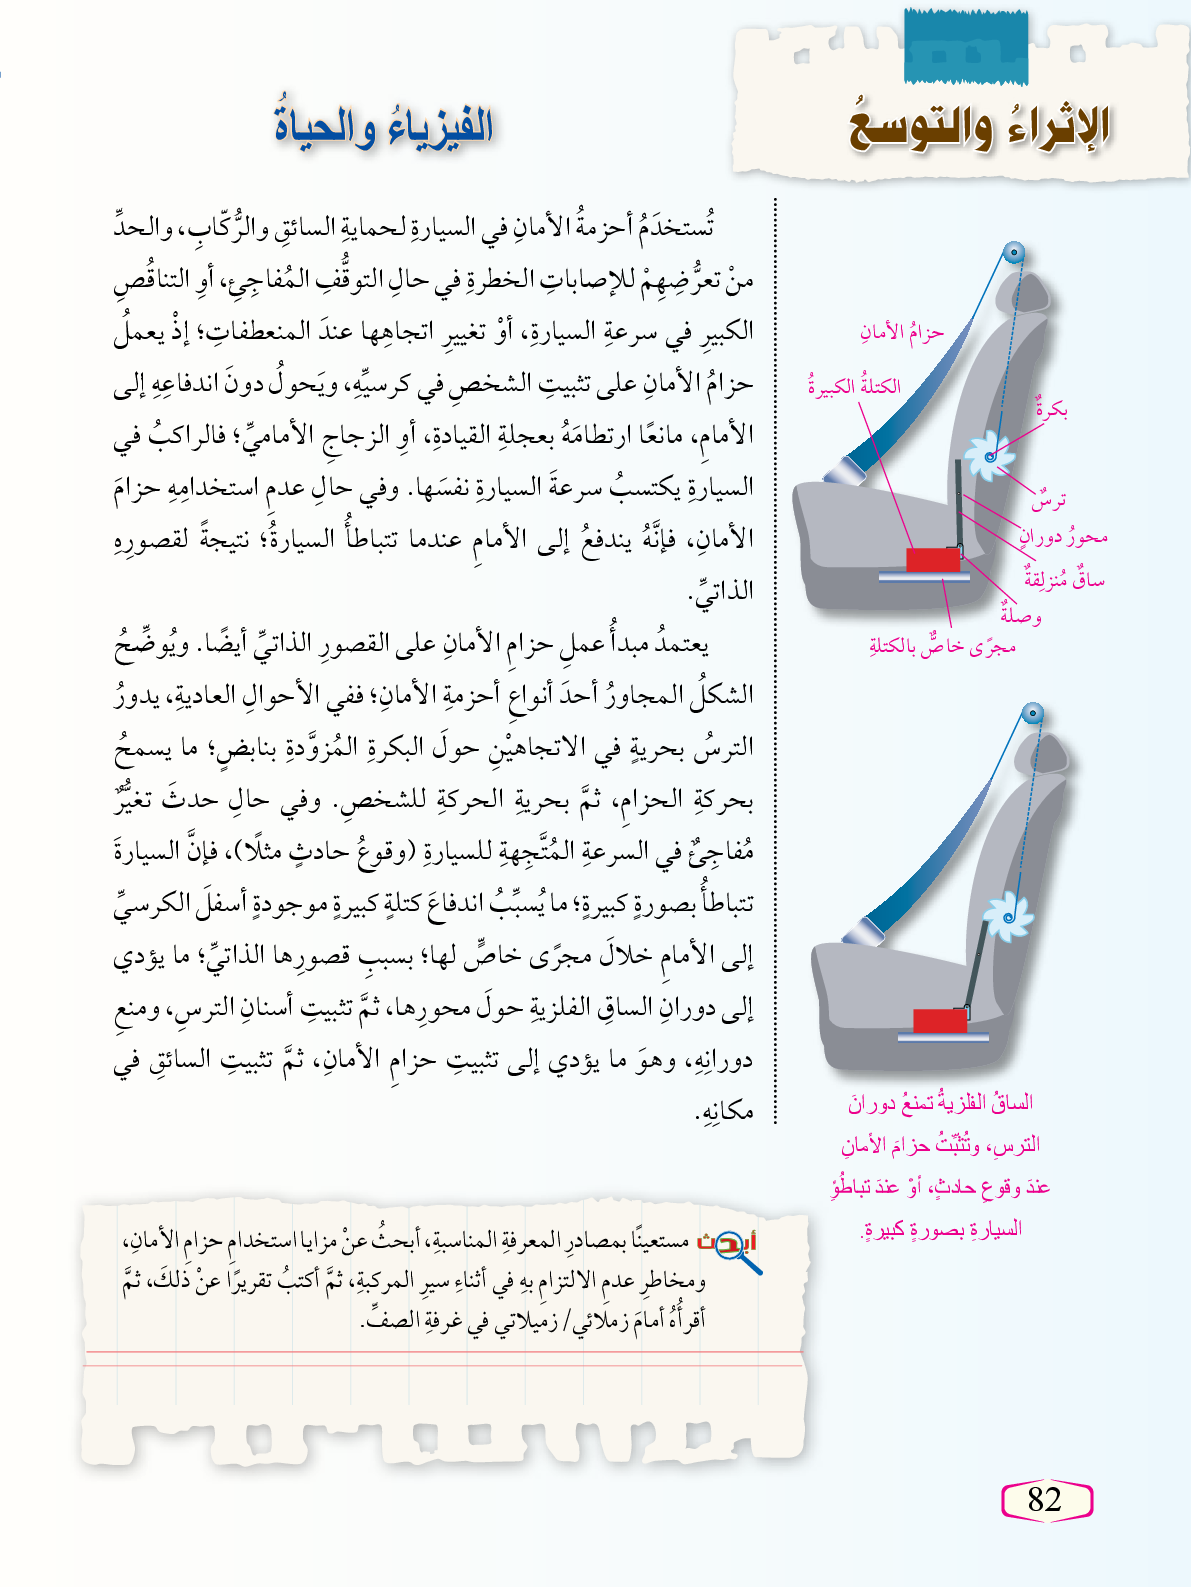 الإثراءُ والتوسعُ
الفيزياءُ والحياةُ
تُستخدَمُ أحزمةُ الأمانِ في السيارةِ لحمايةِ السائقِ والرُّكّابِ، والحدِّ
منْ تعرُّضِهِمْ للإصاباتِ الخطرةِ في حالِ التوقُّفِ المُفاجِئِ، أوِ التناقُصِ
الكبيرِ في سرعةِ السيارةِ، أوْ تغييرِ اتجاهِها عندَ المنعطفاتِ؛ إذْ يعملُ
حزامُ الأمانِ على تثبيتِ الشخصِ في كرسيِّهِ، ويَحولُ دونَ اندفاعِهِ إلى
الأمامِ، مانعًا ارتطامَهُ بعجلةِ القيادةِ، أوِ الزجاجِ الأماميِّ؛ فالراكبُ في
السيارةِ يكتسبُ سرعةَ السيارةِ نفسَها. وفي حالِ عدمِ استخدامِهِ حزامَ
الأمانِ، فإنَّهُ يندفعُ إلى الأمامِ عندما تتباطأُ السيارةُ؛ نتيجةً لقصورِهِ
الذاتيِّ.
يعتمدُ مبدأُ عملِ حزامِ الأمانِ على القصورِ الذاتيِّ أيضًا. ويُوضِّحُ
الشكلُ المجاورُ أحدَ أنواعِ أحزمةِ الأمانِ؛ ففي الأحوالِ العاديةِ، يدورُ
الترسُ بحريةٍ في الاتجاهيْنِ حولَ البكرةِ المُزوَّدةِ بنابضٍ؛ ما يسمحُ
بحركةِ الحزامِ، ثمَّ بحريةِ الحركةِ للشخصِ. وفي حالِ حدثَ تغيُّرٌ
مُفاجِئٌ في السرعةِ المُتَّجِهةِ للسيارةِ (وقوعُ حادثٍ مثلًا)، فإنَّ السيارةَ
تتباطأُ بصورةٍ كبيرةٍ؛ ما يُسبِّبُ اندفاعَ كتلةٍ كبيرةٍ موجودةٍ أسفلَ الكرسيِّ
إلى الأمامِ خلالَ مجرًى خاصٍّ لها؛ بسببِ قصورِها الذاتيِّ؛ ما يؤدي
إلى دورانِ الساقِ الفلزيةِ حولَ محورِها، ثمَّ تثبيتِ أسنانِ الترسِ، ومنعِ
دورانِهِ، وهوَ ما يؤدي إلى تثبيتِ حزامِ الأمانِ، ثمَّ تثبيتِ السائقِ في
مكانِهِ.
حزامُ الأمانِ
الكتلةُ الكبيرةُ
بكرةٌ
ترسٌ
محورُ دورانٍ
ساقٌ مُنزلِقةٌ
وصلةٌ
مجرًى خاصٌّ بالكتلةِ
الساقُ الفلزيةُ تمنعُ دورانَ
الترسِ، وتُثبِّتُ حزامَ الأمانِ
عندَ وقوعِ حادثٍ، أوْ عندَ تباطُؤِ
السيارةِ بصورةٍ كبيرةٍ.
أبحث مستعينًا بمصادرِ المعرفةِ المناسبةِ، أبحثُ عنْ مزايا استخدامِ حزامِ الأمانِ،
ومخاطرِ عدمِ الالتزامِ بهِ في أثناءِ سيرِ المركبةِ، ثمَّ أكتبُ تقريرًا عنْ ذلكَ، ثمَّ
أقرأُهُ أمامَ زملائي/ زميلاتي في غرفةِ الصفِّ.
82